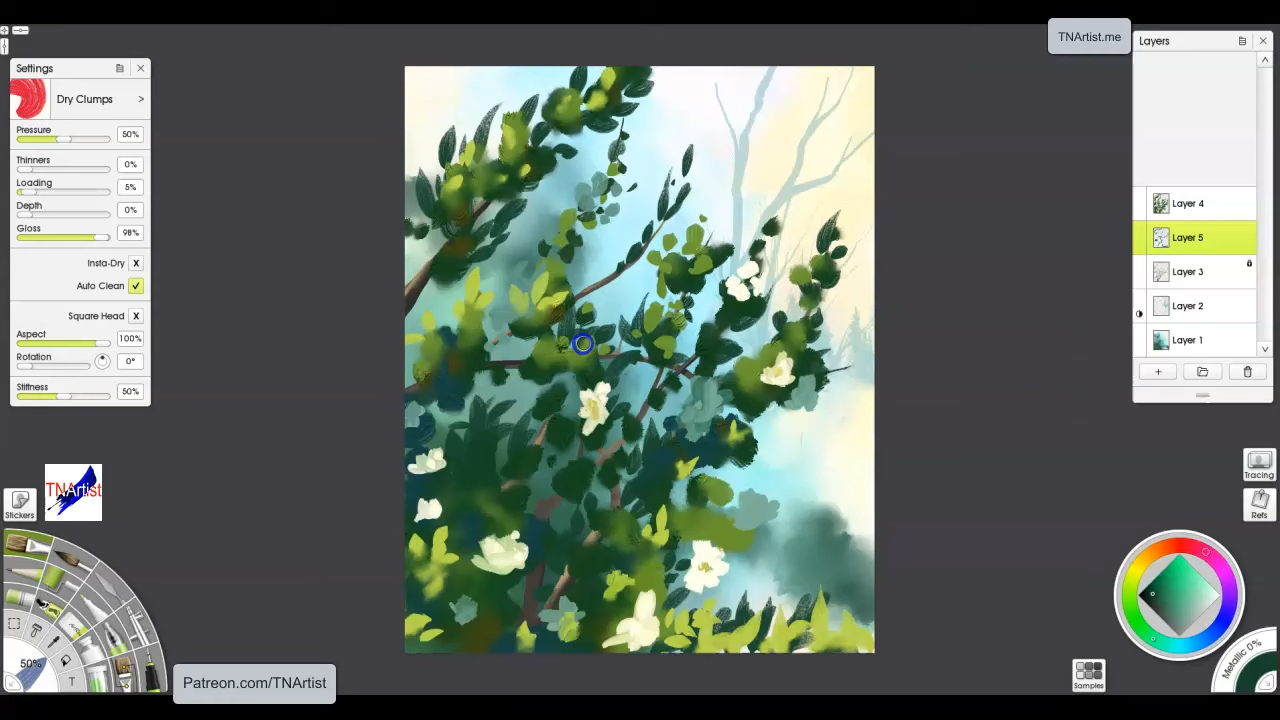 TNArtist.me
Settings
Dry Clumps >
Pressure
50%
Thinners
0%
Loading
5%
Depth
0%
Gloss
98%
Insta-Dry X
Auto Clean
Square Head X
Aspect
100%
Rotation
0°
Stiffness
50%
Layers
Layer 4
Layer 5
Layer 3
Layer 2
Layer 1
Tracing
Refs
TNArtist
Stickers
50%
T
Patreon.com/TNArtist
Samples
Metallic 0%